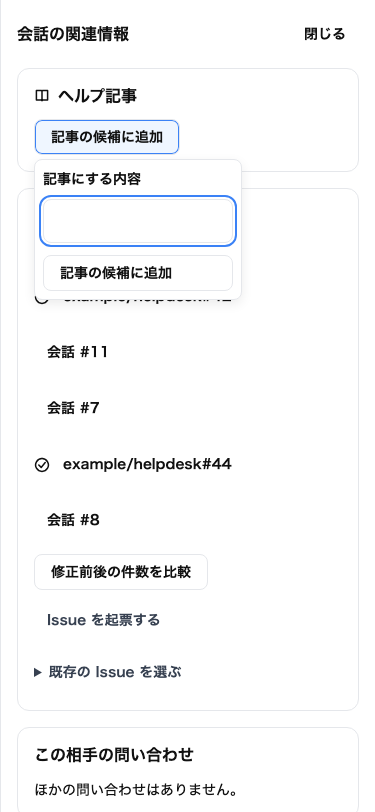 会話の関連情報
閉じる
ヘルプ記事
記事の候補に追加
記事にする内容
記事の候補に追加
会話 #11
会話 #7
example/helpdesk#44
会話 #8
修正前後の件数を比較
Issue を起票する
既存の Issue を選ぶ
この相手の問い合わせ
ほかの問い合わせはありません。